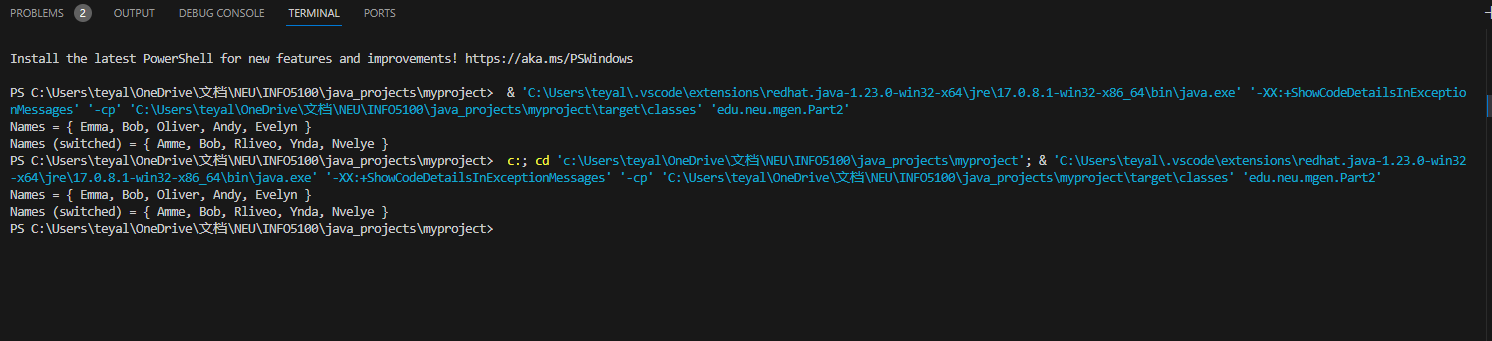 PROBLEMS 2 OUTPUT DEBUG CONSOLE TERMINAL PORTS
Install the latest PowerShell for new features and improvements! https://aka.ms/PSWindows
PS C:\Users\teyal\OneDrive\文档\NEU\INFO5100\java_projects\myproject>  & 'C:\Users\teyal\.vscode\extensions\redhat.java-1.23.0-win32-x64\jre\17.0.8.1-win32-x86_64\bin\java.exe' '-XX:+ShowCodeDetailsInExceptio
nMessages' '-cp' 'C:\Users\teyal\OneDrive\文档\NEU\INFO5100\java_projects\myproject\target\classes' 'edu.neu.mgen.Part2'
Names = { Emma, Bob, Oliver, Andy, Evelyn }
Names (switched) = { Amme, Bob, Rliveo, Ynda, Nvelye }
PS C:\Users\teyal\OneDrive\文档\NEU\INFO5100\java_projects\myproject>  c:; cd 'c:\Users\teyal\OneDrive\文档\NEU\INFO5100\java_projects\myproject'; & 'C:\Users\teyal\.vscode\extensions\redhat.java-1.23.0-win32
-x64\jre\17.0.8.1-win32-x86_64\bin\java.exe' '-XX:+ShowCodeDetailsInExceptionMessages' '-cp' 'C:\Users\teyal\OneDrive\文档\NEU\INFO5100\java_projects\myproject\target\classes' 'edu.neu.mgen.Part2'
Names = { Emma, Bob, Oliver, Andy, Evelyn }
Names (switched) = { Amme, Bob, Rliveo, Ynda, Nvelye }
PS C:\Users\teyal\OneDrive\文档\NEU\INFO5100\java_projects\myproject>